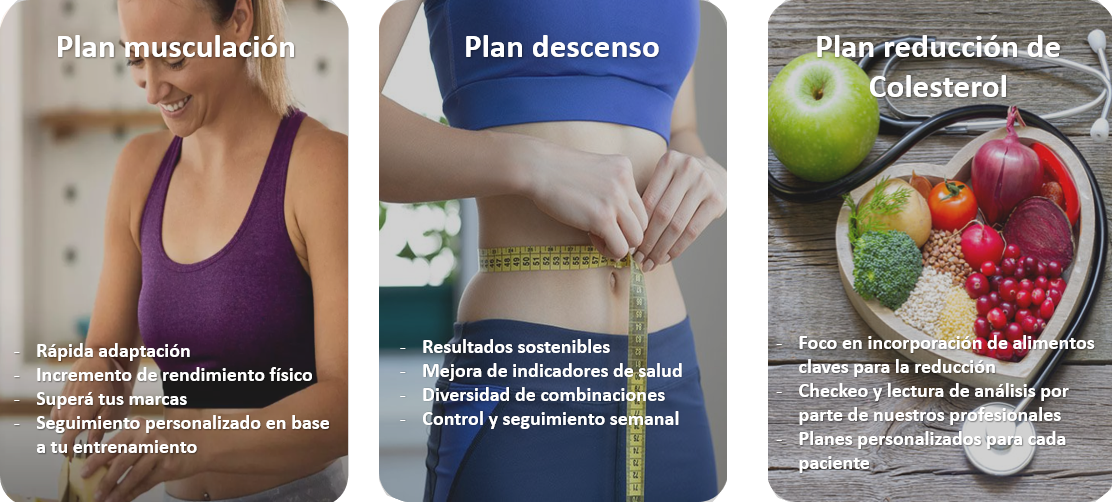 Plan musculación
- Rápida adaptación
- Incremento de rendimiento físico
- Superá tus marcas
- Seguimiento personalizado en base
a tu entrenamiento
Plan descenso
- Resultados sostenibles
- Mejora de indicadores de salud
- Diversidad de combinaciones
- Control y seguimiento semanal
Plan reducción de
Colesterol
- Foco en incorporación de alimentos
claves para la reducción
- Checkeo y lectura de análisis por
parte de nuestros profesionales
- Planes personalizados para cada
paciente